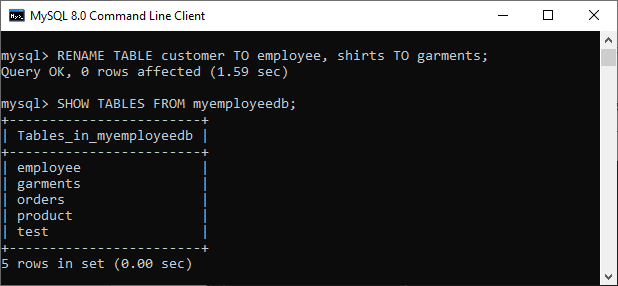 MySQL 8.0 Command Line Client
mysql> RENAME TABLE customer TO employee, shirts TO garments;
Query OK, 0 rows affected (1.59 sec)
mysql> SHOW TABLES FROM myemployeedb;
+------------------------+
| Tables_in_myemployeedb |
+------------------------+
| employee               |
| garments               |
| orders                 |
| product                |
| test                   |
+------------------------+
5 rows in set (0.00 sec)